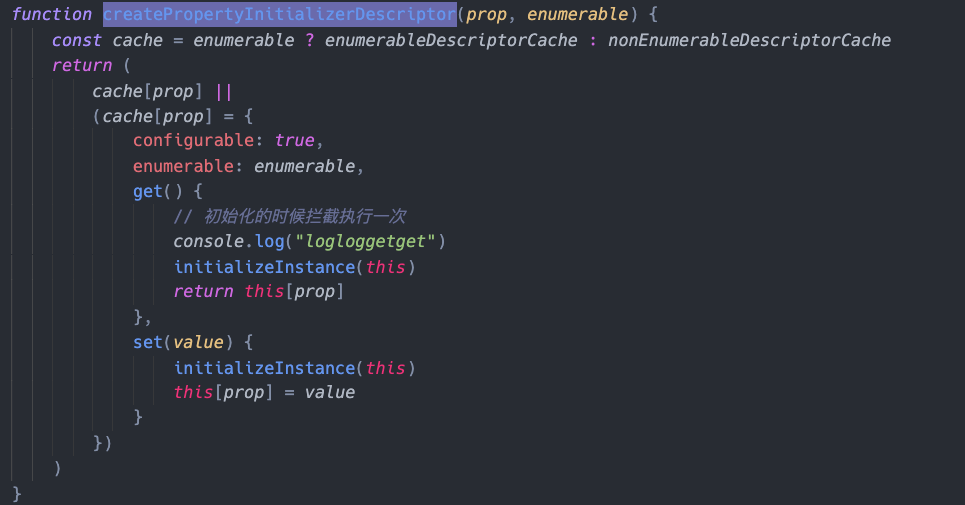 function createPropertyInitializerDescriptor(prop, enumerable) {
    const cache = enumerable ? enumerableDescriptorCache : nonEnumerableDescriptorCache
    return (
        cache[prop] ||
        (cache[prop] = {
            configurable: true,
            enumerable: enumerable,
            get() {
                // 初始化的时候拦截执行一次
                console.log("logloggetget")
                initializeInstance(this)
                return this[prop]
            },
            set(value) {
                initializeInstance(this)
                this[prop] = value
            }
        })
    )
}